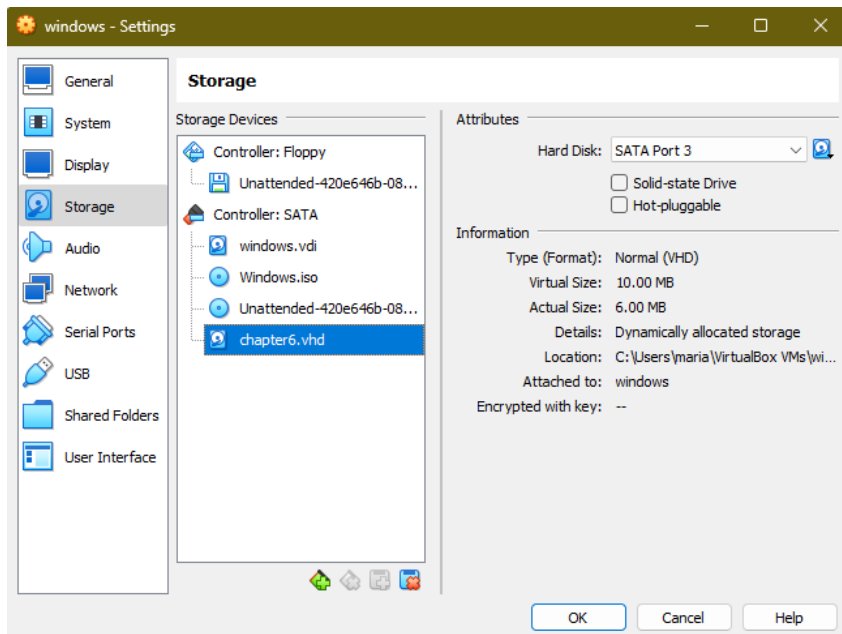 windows - Settings
General
System
Display
Storage
Audio
Network
Serial Ports
USB
Shared Folders
User Interface
Storage
Storage Devices
Controller: Floppy
Unattended-420e646b-08...
Controller: SATA
windows.vdi
Windows.iso
Unattended-420e646b-08...
chapter6.vhd
Attributes
Hard Disk: SATA Port 3
Solid-state Drive
Hot-pluggable
Information
Type (Format): Normal (VHD)
Virtual Size: 10.00 MB
Actual Size: 6.00 MB
Details: Dynamically allocated storage
Location: C:\Users\maria\VirtualBox VMs\wi...
Attached to: windows
Encrypted with key: --
OK Cancel Help